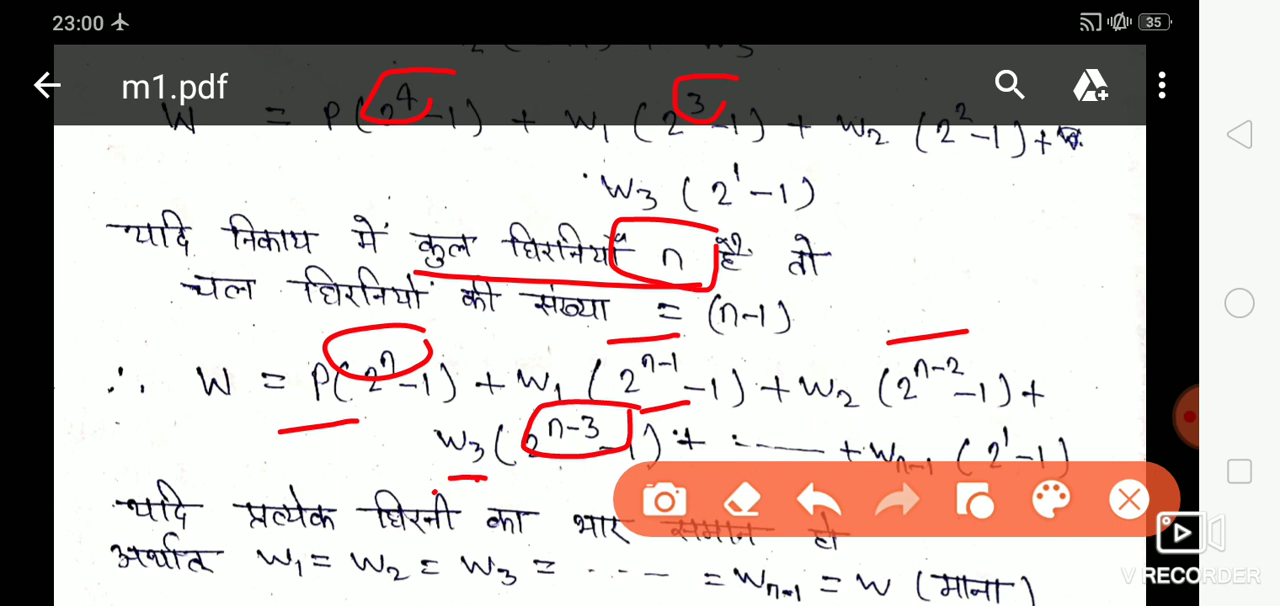 23:00
35
m1.pdf
W = P(2⁴-1) + W₁ (2³-1) + W₂ (2²-1)+
W₃ (2¹-1)
यदि निकाय में कुल घिरनियाँ n हैं तो
चल घिरनियों की संख्या = (n-1)
∴ W = P(2ⁿ-1) + W₁ (2ⁿ⁻¹-1) + W₂ (2ⁿ⁻²-1)+
W₃(2ⁿ⁻³-1) + ------ + Wₙ₋₁ (2¹-1)
यदि प्रत्येक घिरनी का भार समान हो
अर्थात W₁ = W₂ = W₃ = ------ = Wₙ₋₁ = w (माना)
V RECORDER